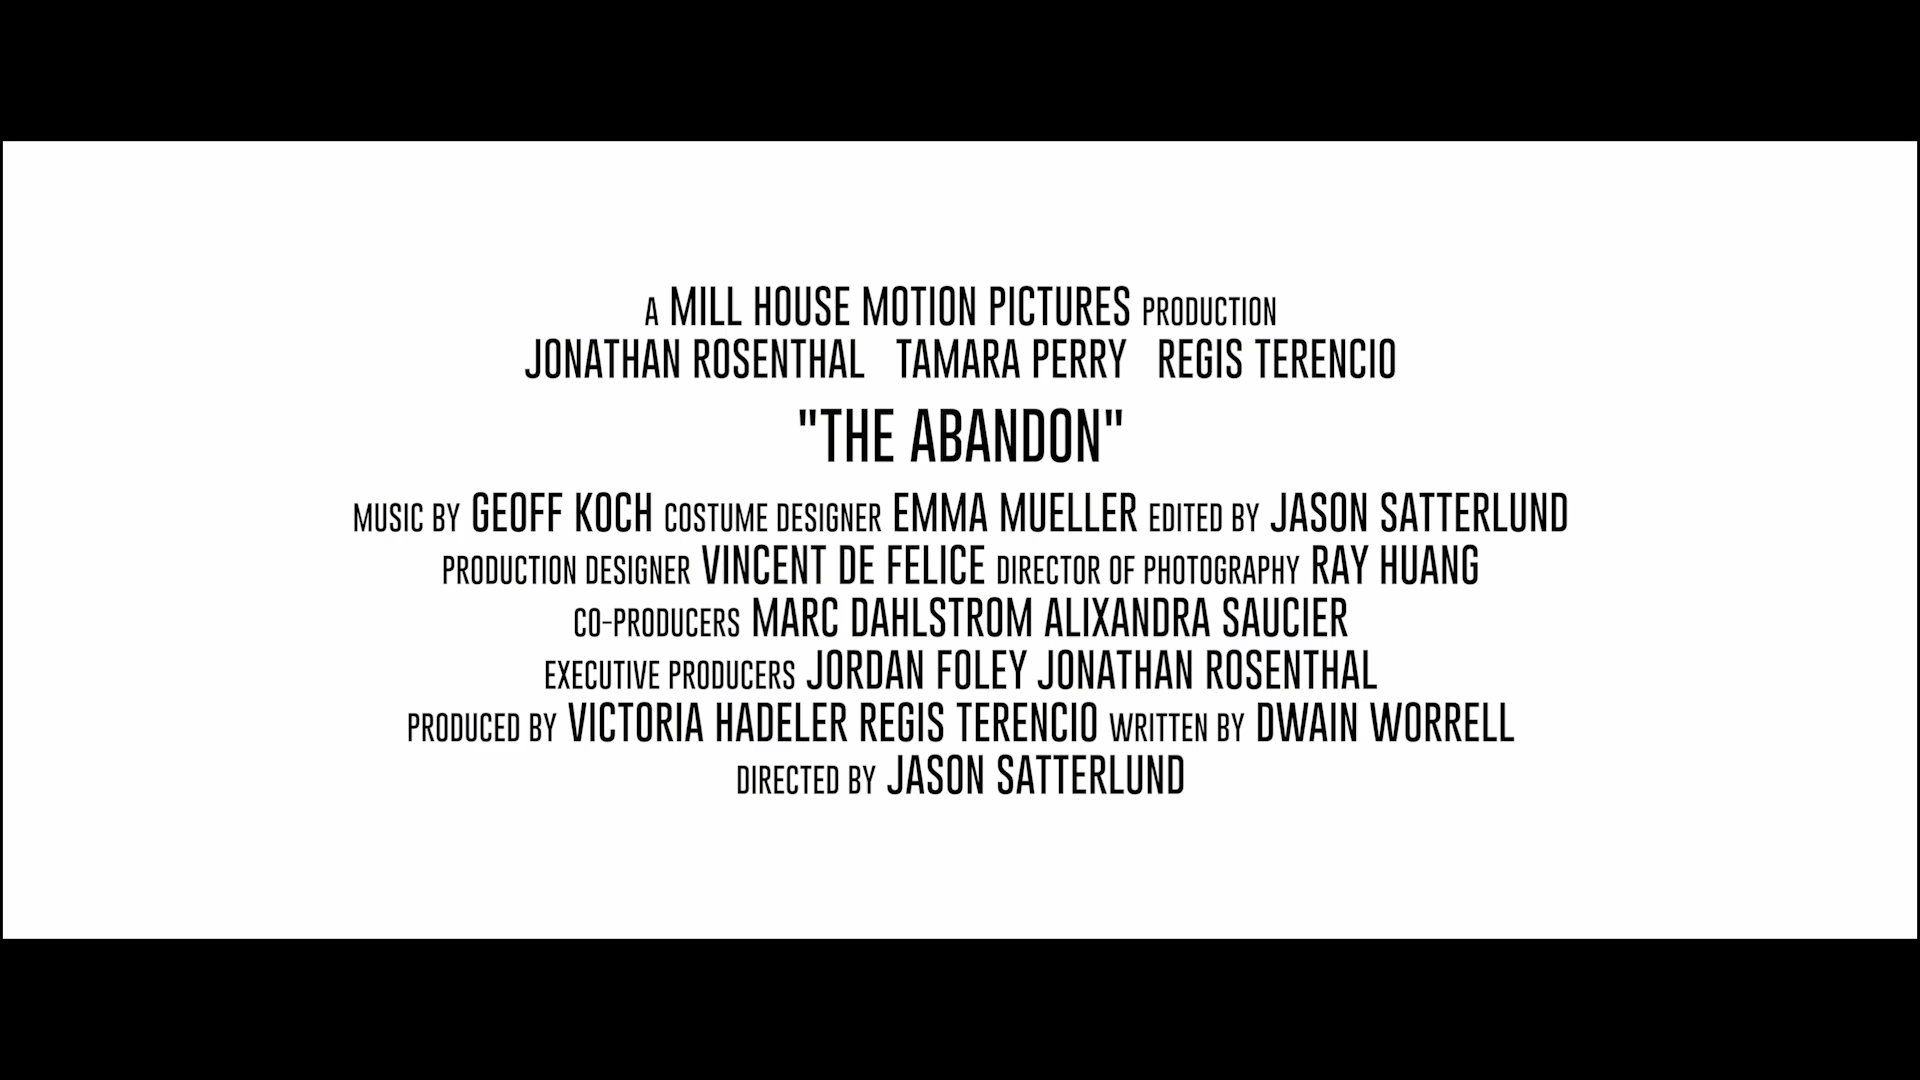 A MILL HOUSE MOTION PICTURES PRODUCTION
JONATHAN ROSENTHAL TAMARA PERRY REGIS TERENCIO
"THE ABANDON"
MUSIC BY GEOFF KOCH COSTUME DESIGNER EMMA MUELLER EDITED BY JASON SATTERLUND
PRODUCTION DESIGNER VINCENT DE FELICE DIRECTOR OF PHOTOGRAPHY RAY HUANG
CO-PRODUCERS MARC DAHLSTROM ALIXANDRA SAUCIER
EXECUTIVE PRODUCERS JORDAN FOLEY JONATHAN ROSENTHAL
PRODUCED BY VICTORIA HADELER REGIS TERENCIO WRITTEN BY DWAIN WORRELL
DIRECTED BY JASON SATTERLUND